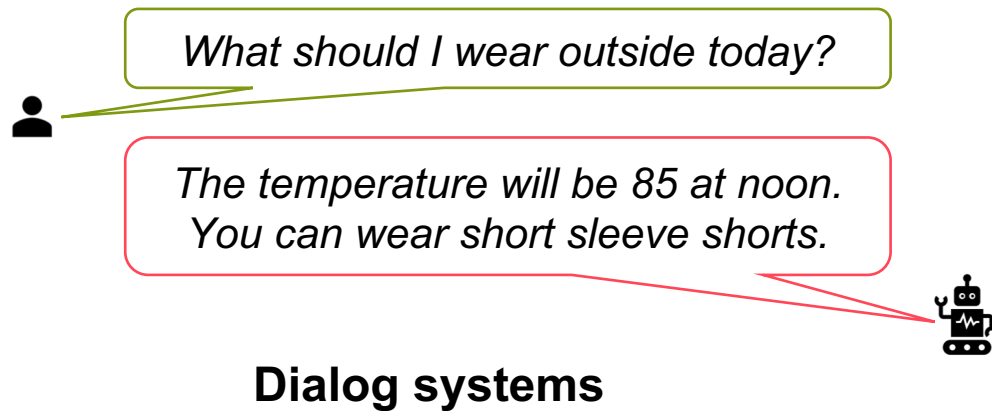 What should I wear outside today?
The temperature will be 85 at noon.
You can wear short sleeve shorts.
Dialog systems